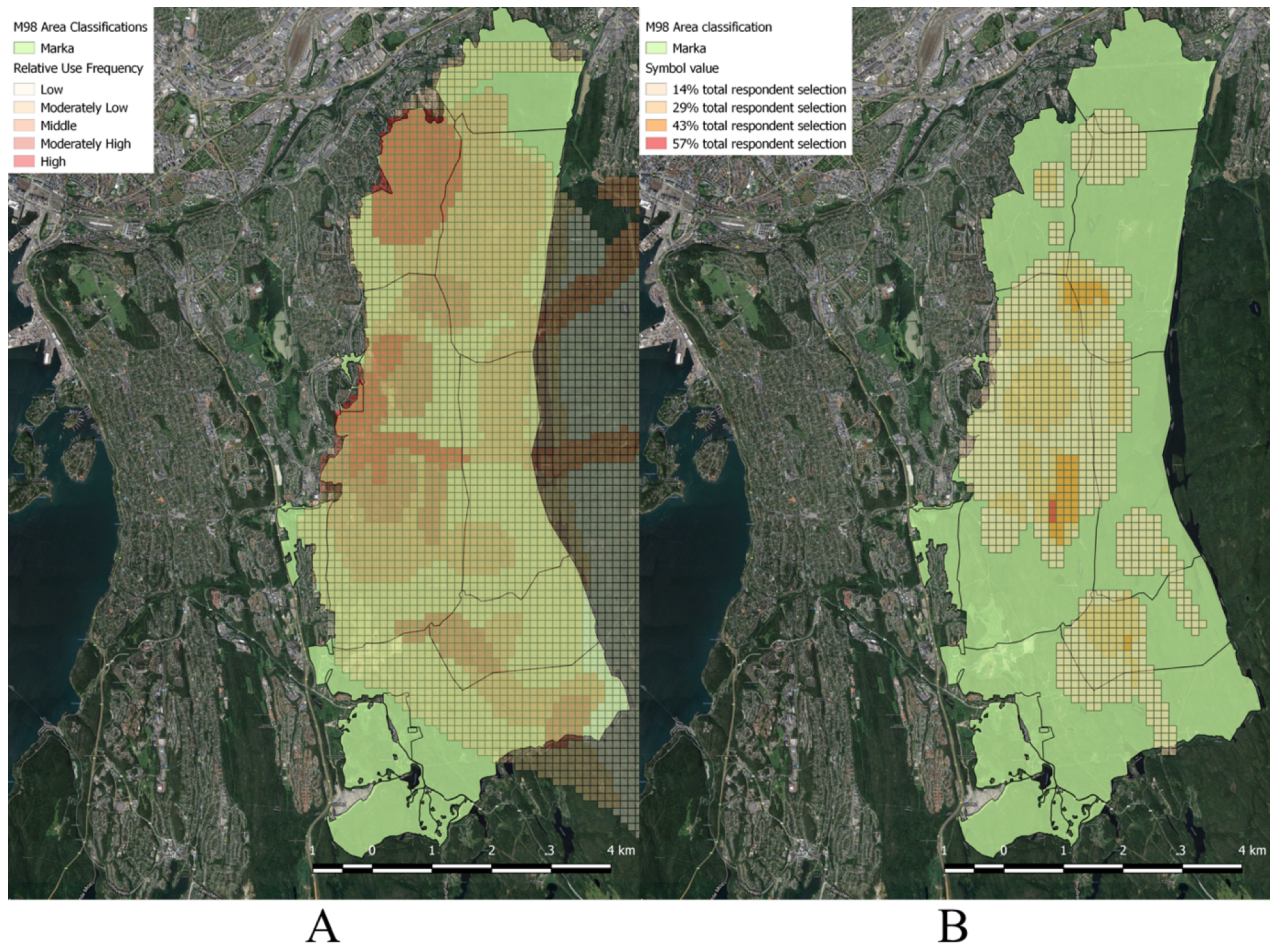 M98 Area Classifications
Marka
Relative Use Frequency
Low
Moderately Low
Middle
Moderately High
High
M98 Area classification
Marka
Symbol value
14% total respondent selection
29% total respondent selection
43% total respondent selection
57% total respondent selection
1 0 1 2 .3 4 km
1 0 1 2 .3 4 km
A
B